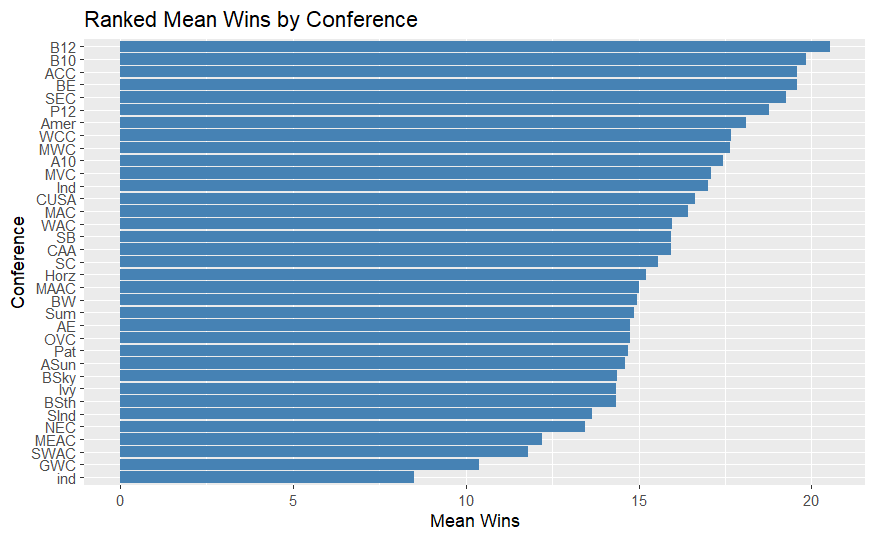 Ranked Mean Wins by Conference
Conference
B12
B10
ACC
BE
SEC
P12
Amer
WCC
MWC
A10
MVC
Ind
CUSA
MAC
WAC
SB
CAA
SC
Horz
MAAC
BW
Sum
AE
OVC
Pat
ASun
BSky
Ivy
BSth
SInd
NEC
MEAC
SWAC
GWC
ind
0 5 10 15 20
Mean Wins